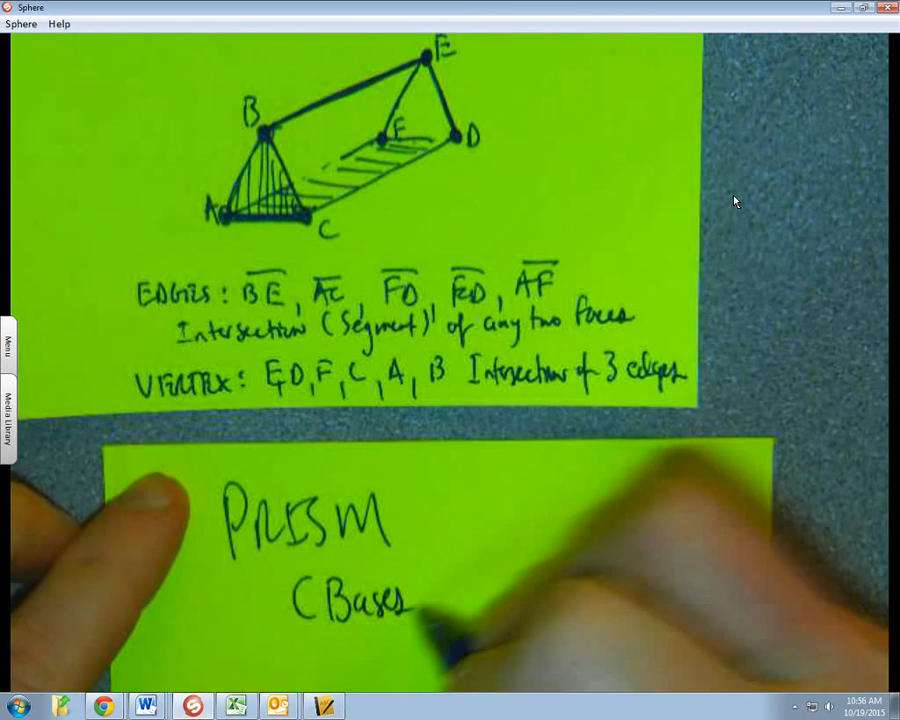 Sphere
Sphere Help
E
B
F
D
A
C
EDGES: BE, AC, FD, ED, AF
Intersection (Segment) of any two faces
VERTEX: E, D, F, C, A, B Intersection of 3 edges
Menu
Media Library
PRISM
(Bases
10:56 AM
10/19/2015